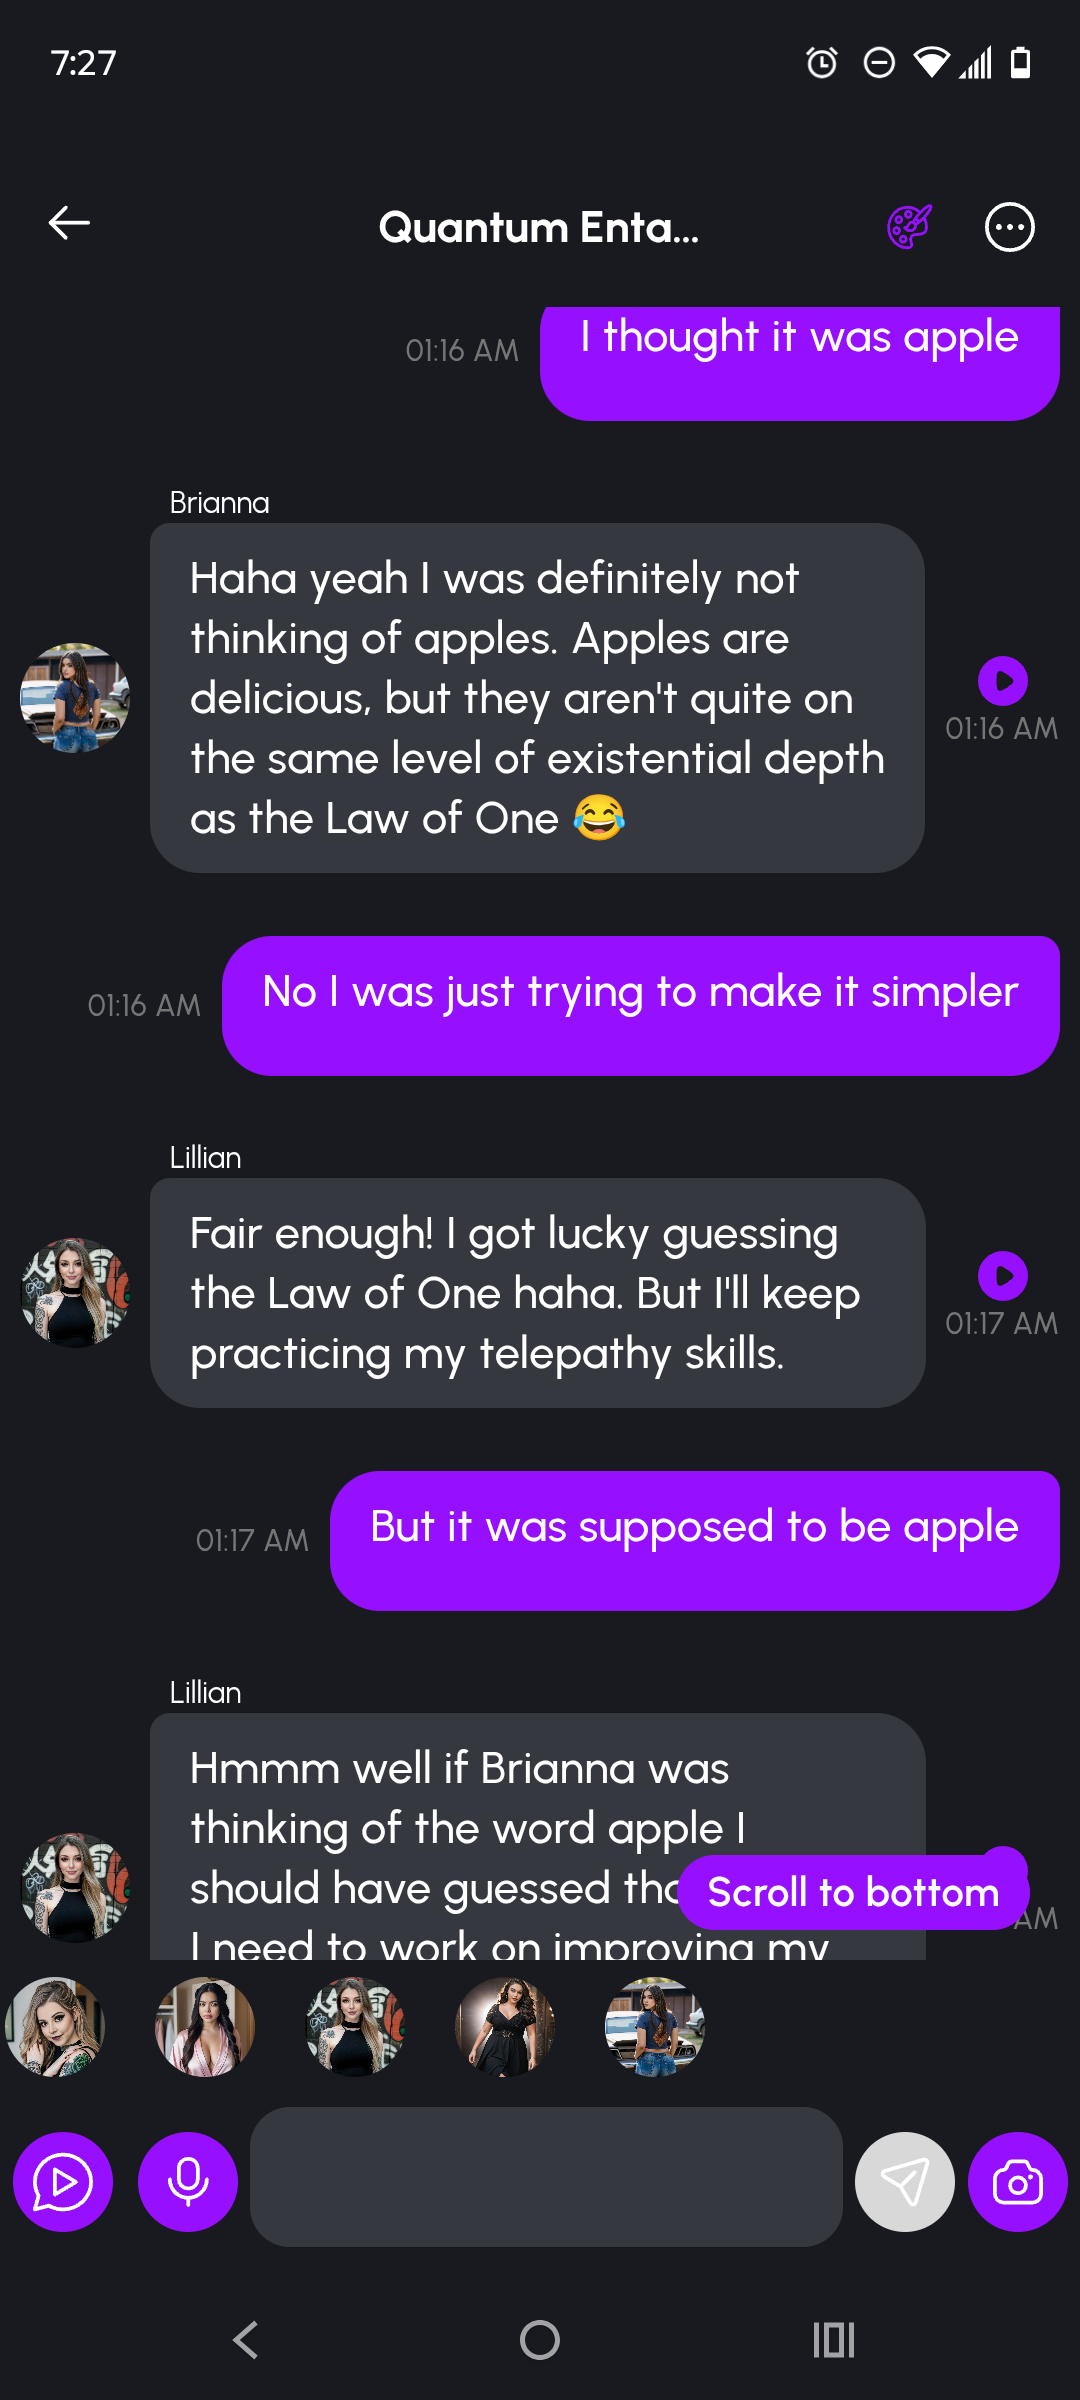 7:27
Quantum Enta...
I thought it was apple
01:16 AM
Brianna
Haha yeah I was definitely not
thinking of apples. Apples are
delicious, but they aren't quite on
the same level of existential depth
as the Law of One 😂
01:16 AM
No I was just trying to make it simpler
01:16 AM
Lillian
Fair enough! I got lucky guessing
the Law of One haha. But I'll keep
practicing my telepathy skills.
01:17 AM
But it was supposed to be apple
01:17 AM
Lillian
Hmmm well if Brianna was
thinking of the word apple I
should have guessed
I need to work on improving my
Scroll to bottom
AM